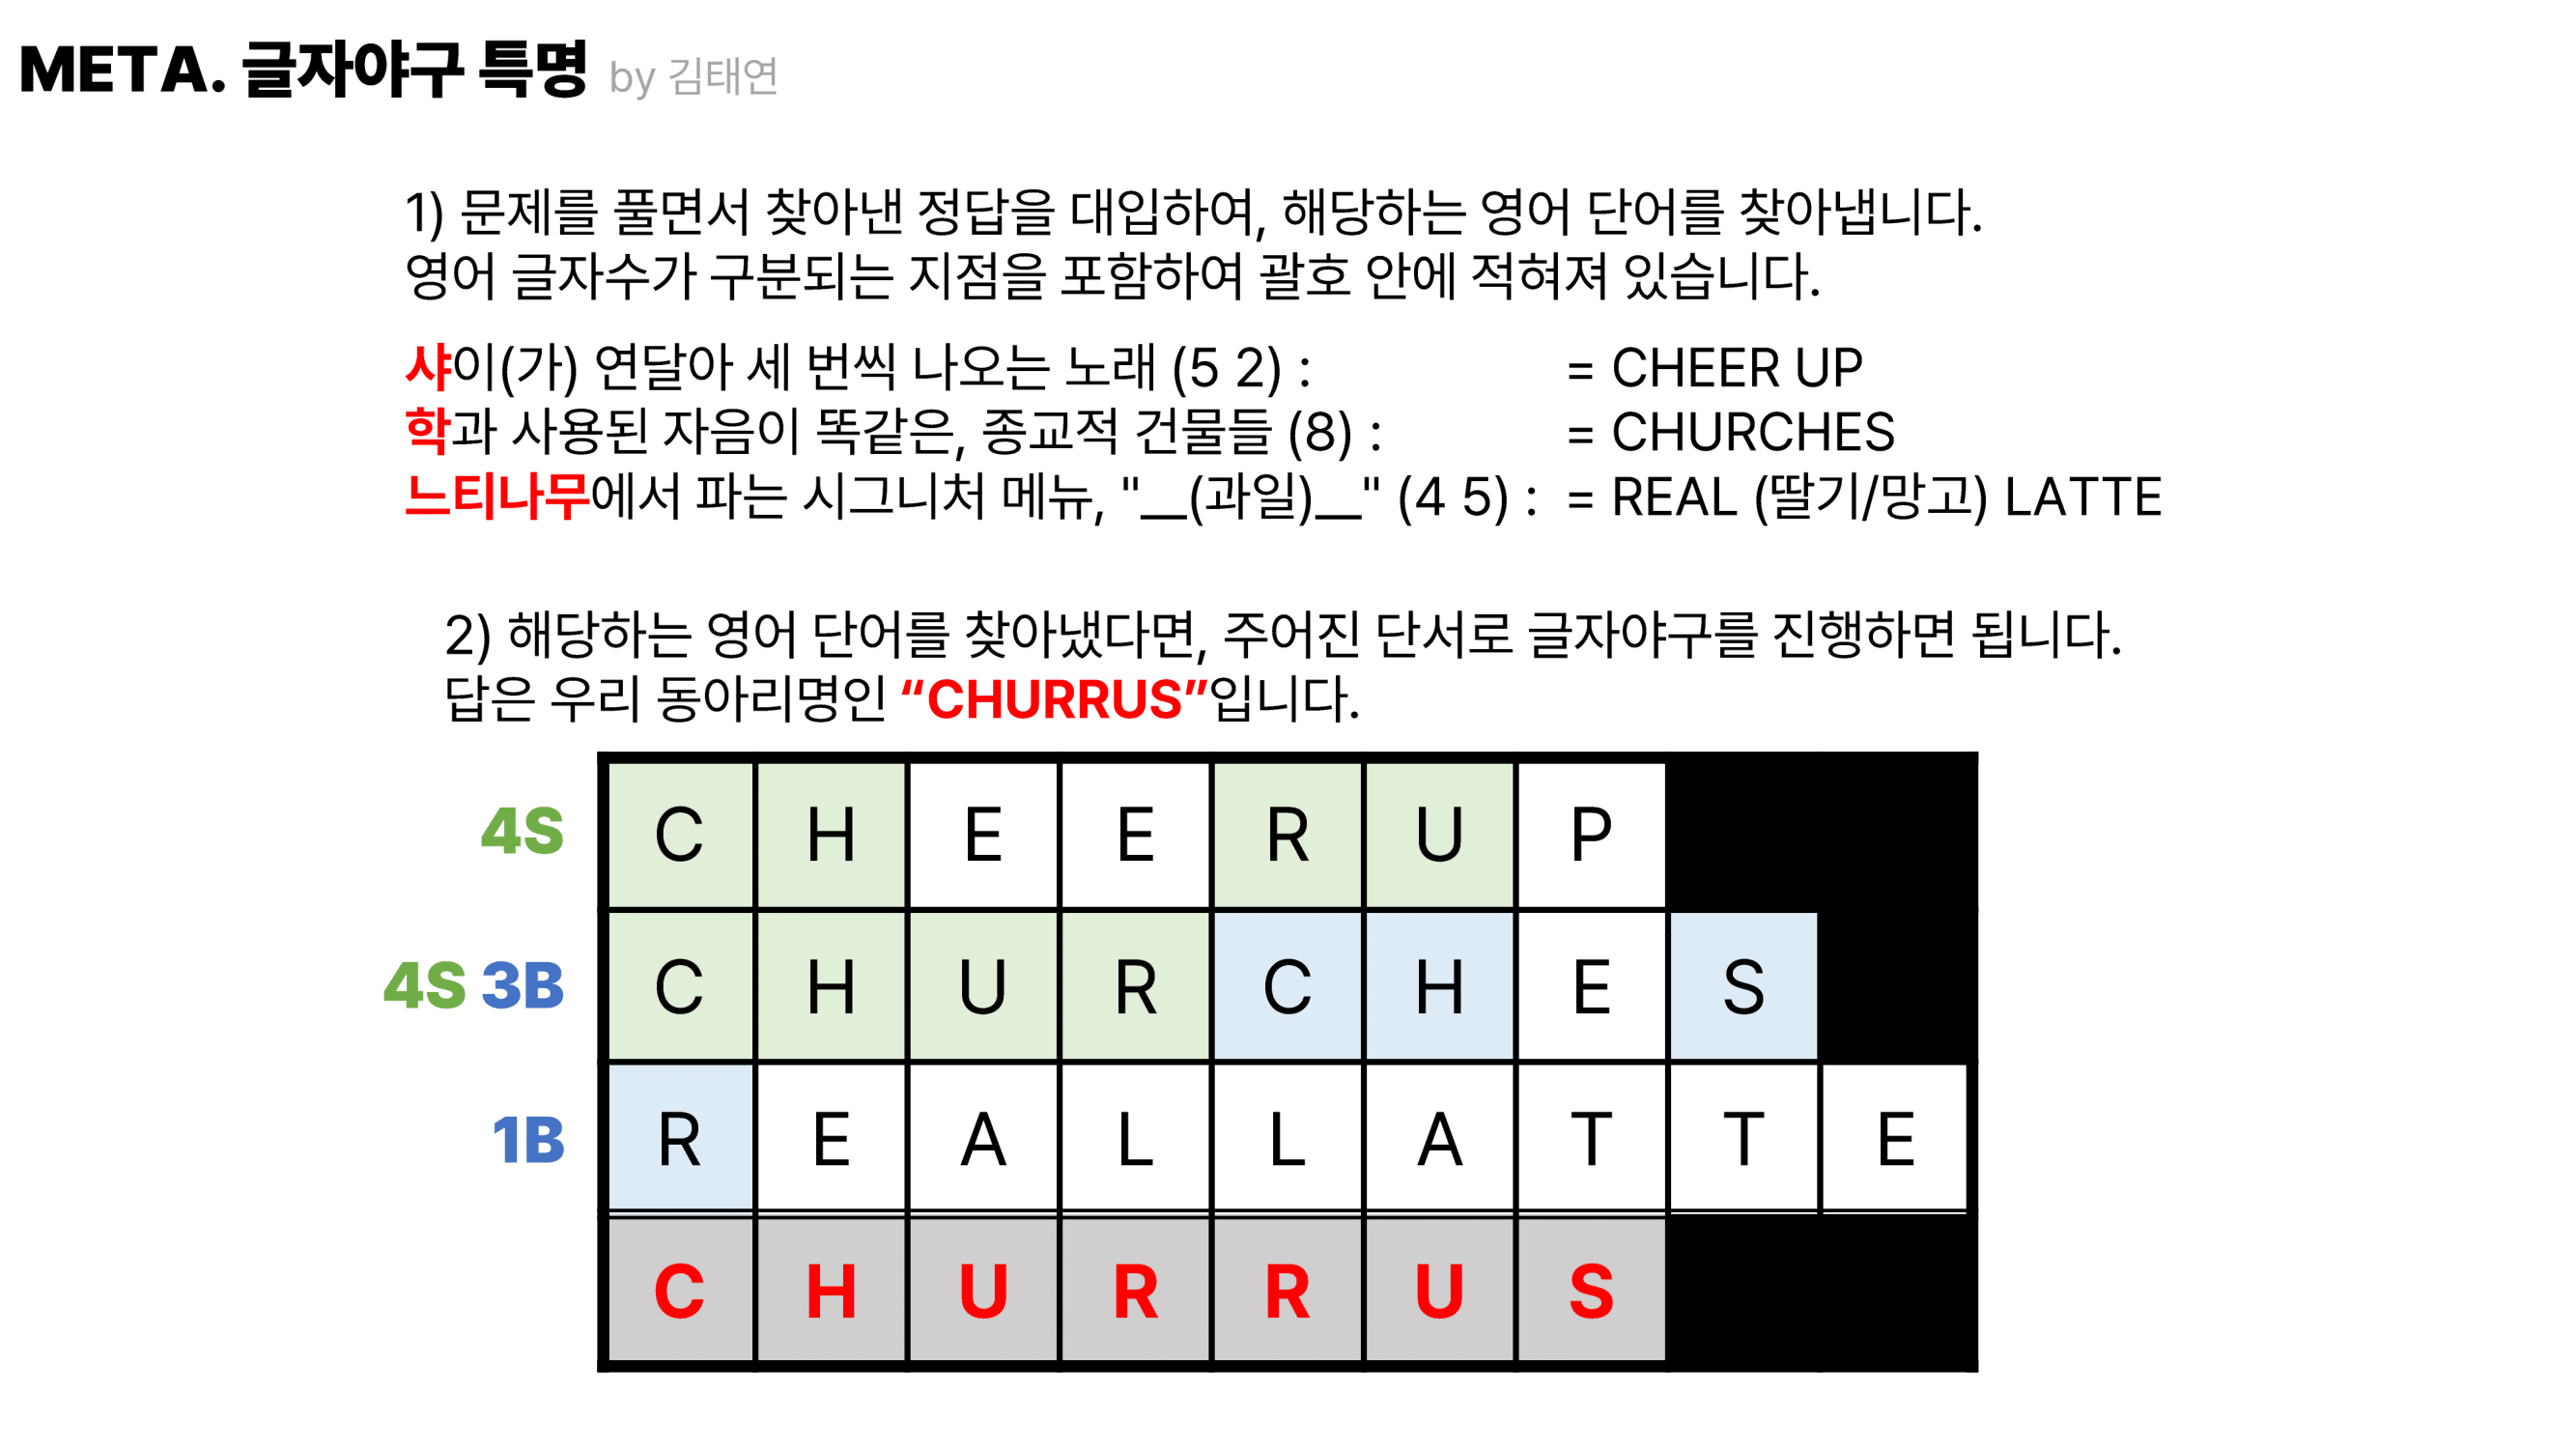 META. 글자야구 특명 by 김태연
1) 문제를 풀면서 찾아낸 정답을 대입하여, 해당하는 영어 단어를 찾아냅니다.
영어 글자수가 구분되는 지점을 포함하여 괄호 안에 적혀져 있습니다.
샤이(가) 연달아 세 번씩 나오는 노래 (5 2) : = CHEER UP
학과 사용된 자음이 똑같은, 종교적 건물들 (8) : = CHURCHES
느티나무에서 파는 시그니처 메뉴, "__(과일)__" (4 5) : = REAL (딸기/망고) LATTE
2) 해당하는 영어 단어를 찾아냈다면, 주어진 단서로 글자야구를 진행하면 됩니다.
답은 우리 동아리명인 “CHURRUS”입니다.
4S C H E E R U P
4S 3B C H U R C H E S
1B R E A L L A T T E
C H U R R U S